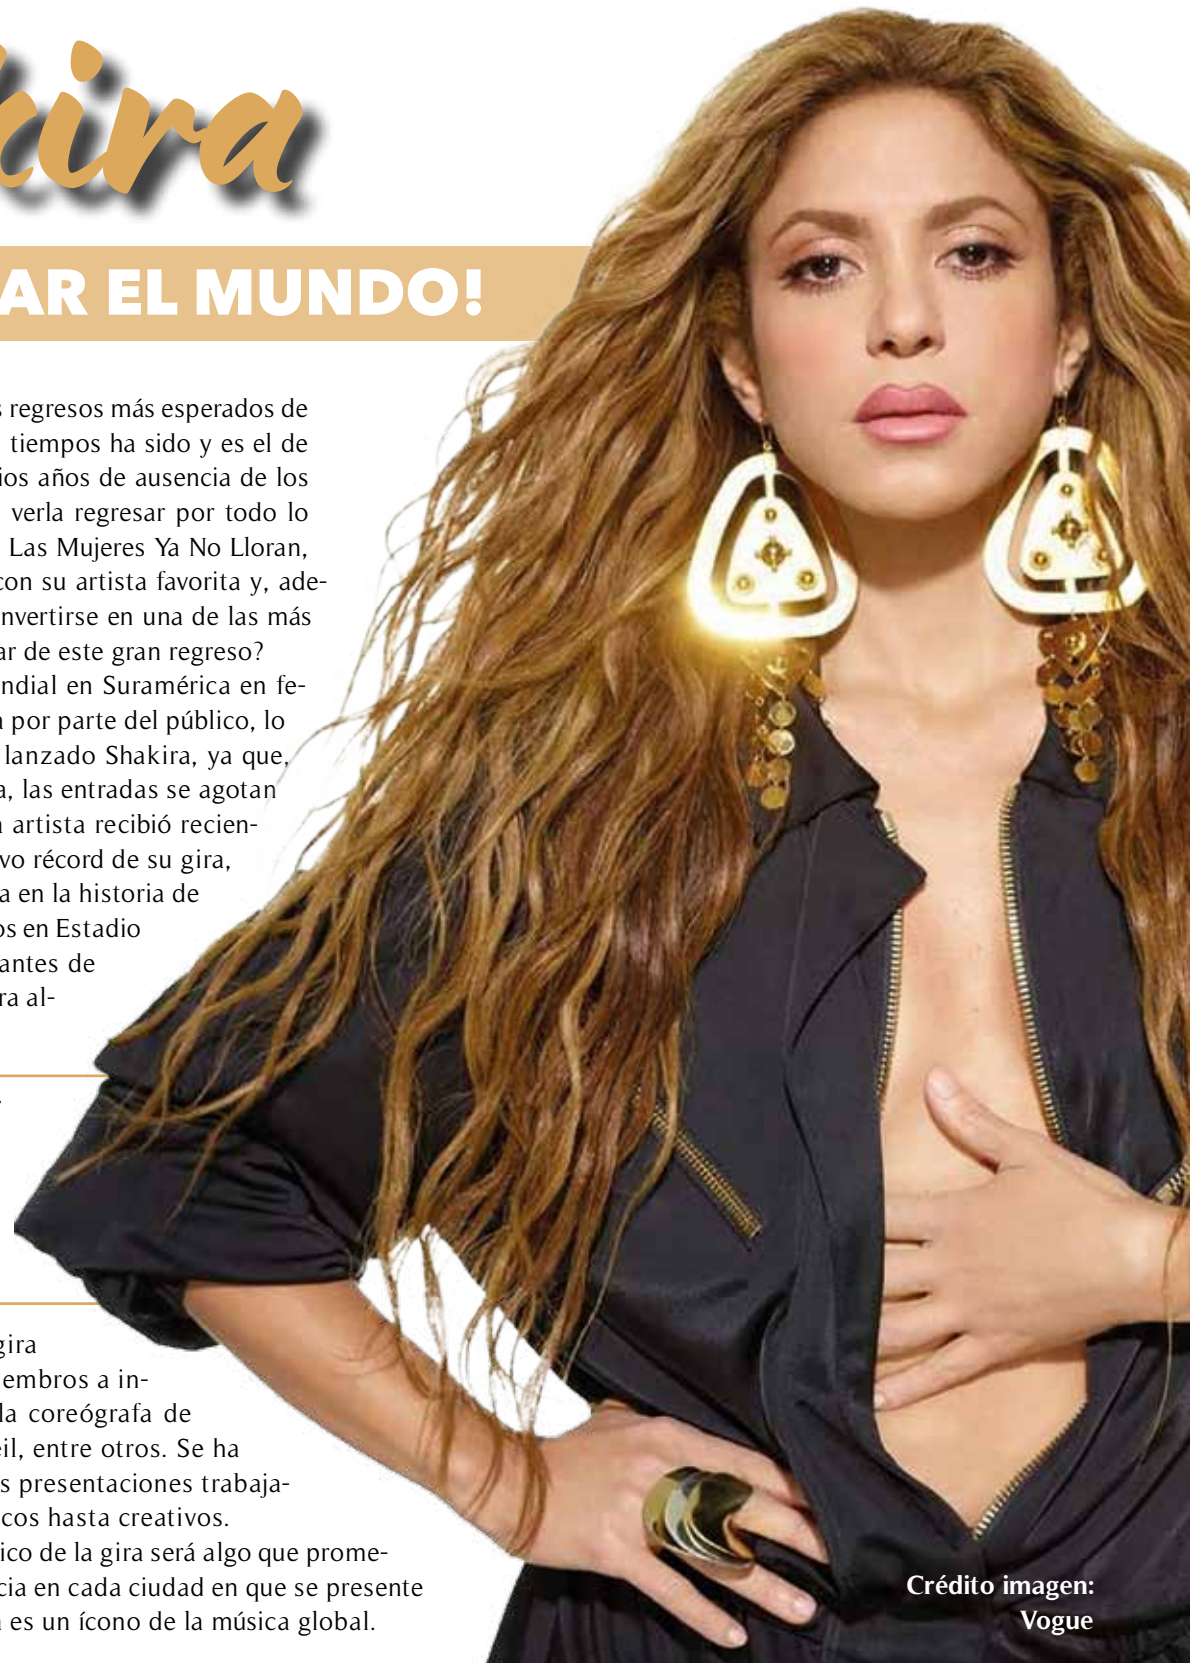 kira
AR EL MUNDO!
s regresos más esperados de
tiempos ha sido y es el de
ios años de ausencia de los
verla regresar por todo lo
Las Mujeres Ya No Lloran,
con su artista favorita y, ade-
nvertirse en una de las más
ar de este gran regreso?
ndial en Suramérica en fe-
a por parte del público, lo
lanzado Shakira, ya que,
a, las entradas se agotan
a artista recibió recien-
vo récord de su gira,
a en la historia de
os en Estadio
antes de
ra al-
.
gira
embros a in-
la coreógrafa de
eil, entre otros. Se ha
s presentaciones trabaja-
cos hasta creativos.
ico de la gira será algo que prome-
cia en cada ciudad en que se presente
a es un ícono de la música global.
Crédito imagen:
Vogue